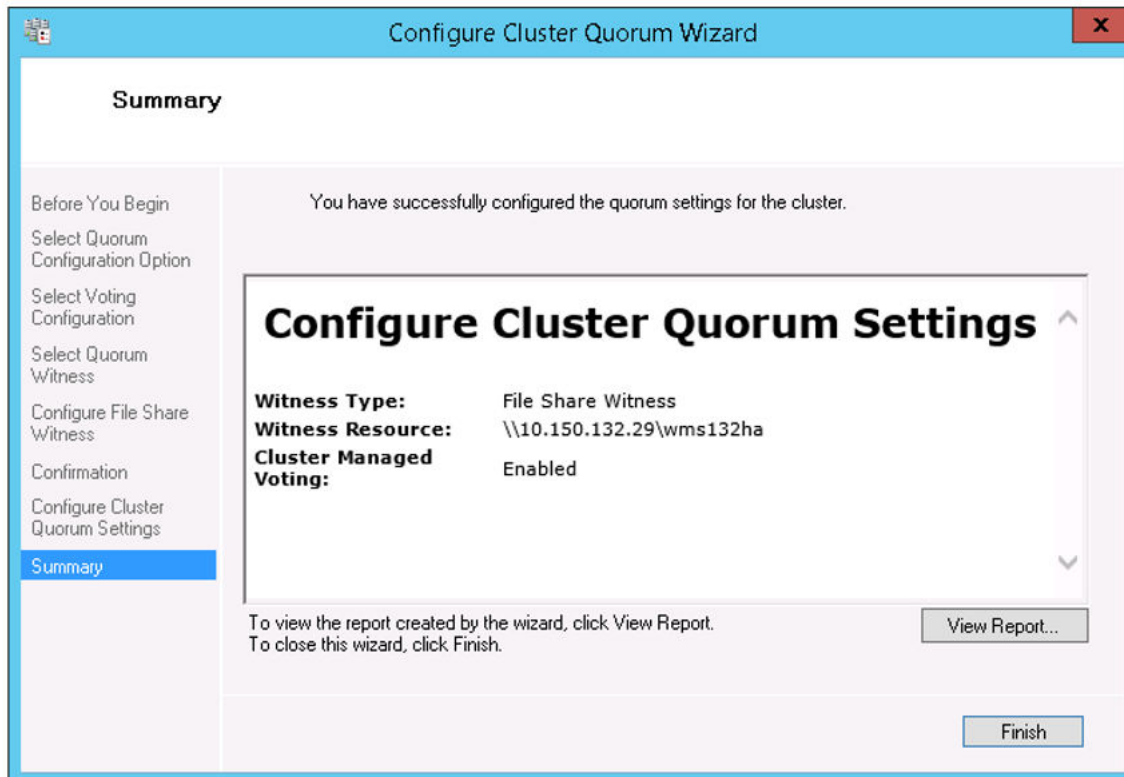 Configure Cluster Quorum Wizard
x
Summary
Before You Begin
Select Quorum
Configuration Option
Select Voting
Configuration
Select Quorum
Witness
Configure File Share
Witness
Confirmation
Configure Cluster
Quorum Settings
Summary
You have successfully configured the quorum settings for the cluster.
Configure Cluster Quorum Settings
Witness Type: File Share Witness
Witness Resource: \\10.150.132.29\wms132ha
Cluster Managed
Voting: Enabled
To view the report created by the wizard, click View Report.
To close this wizard, click Finish.
View Report...
Finish